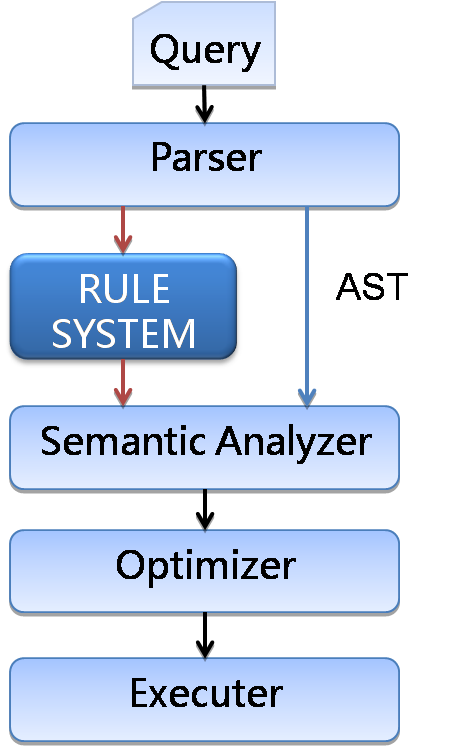 Query
Parser
RULE
SYSTEM
AST
Semantic Analyzer
Optimizer
Executer